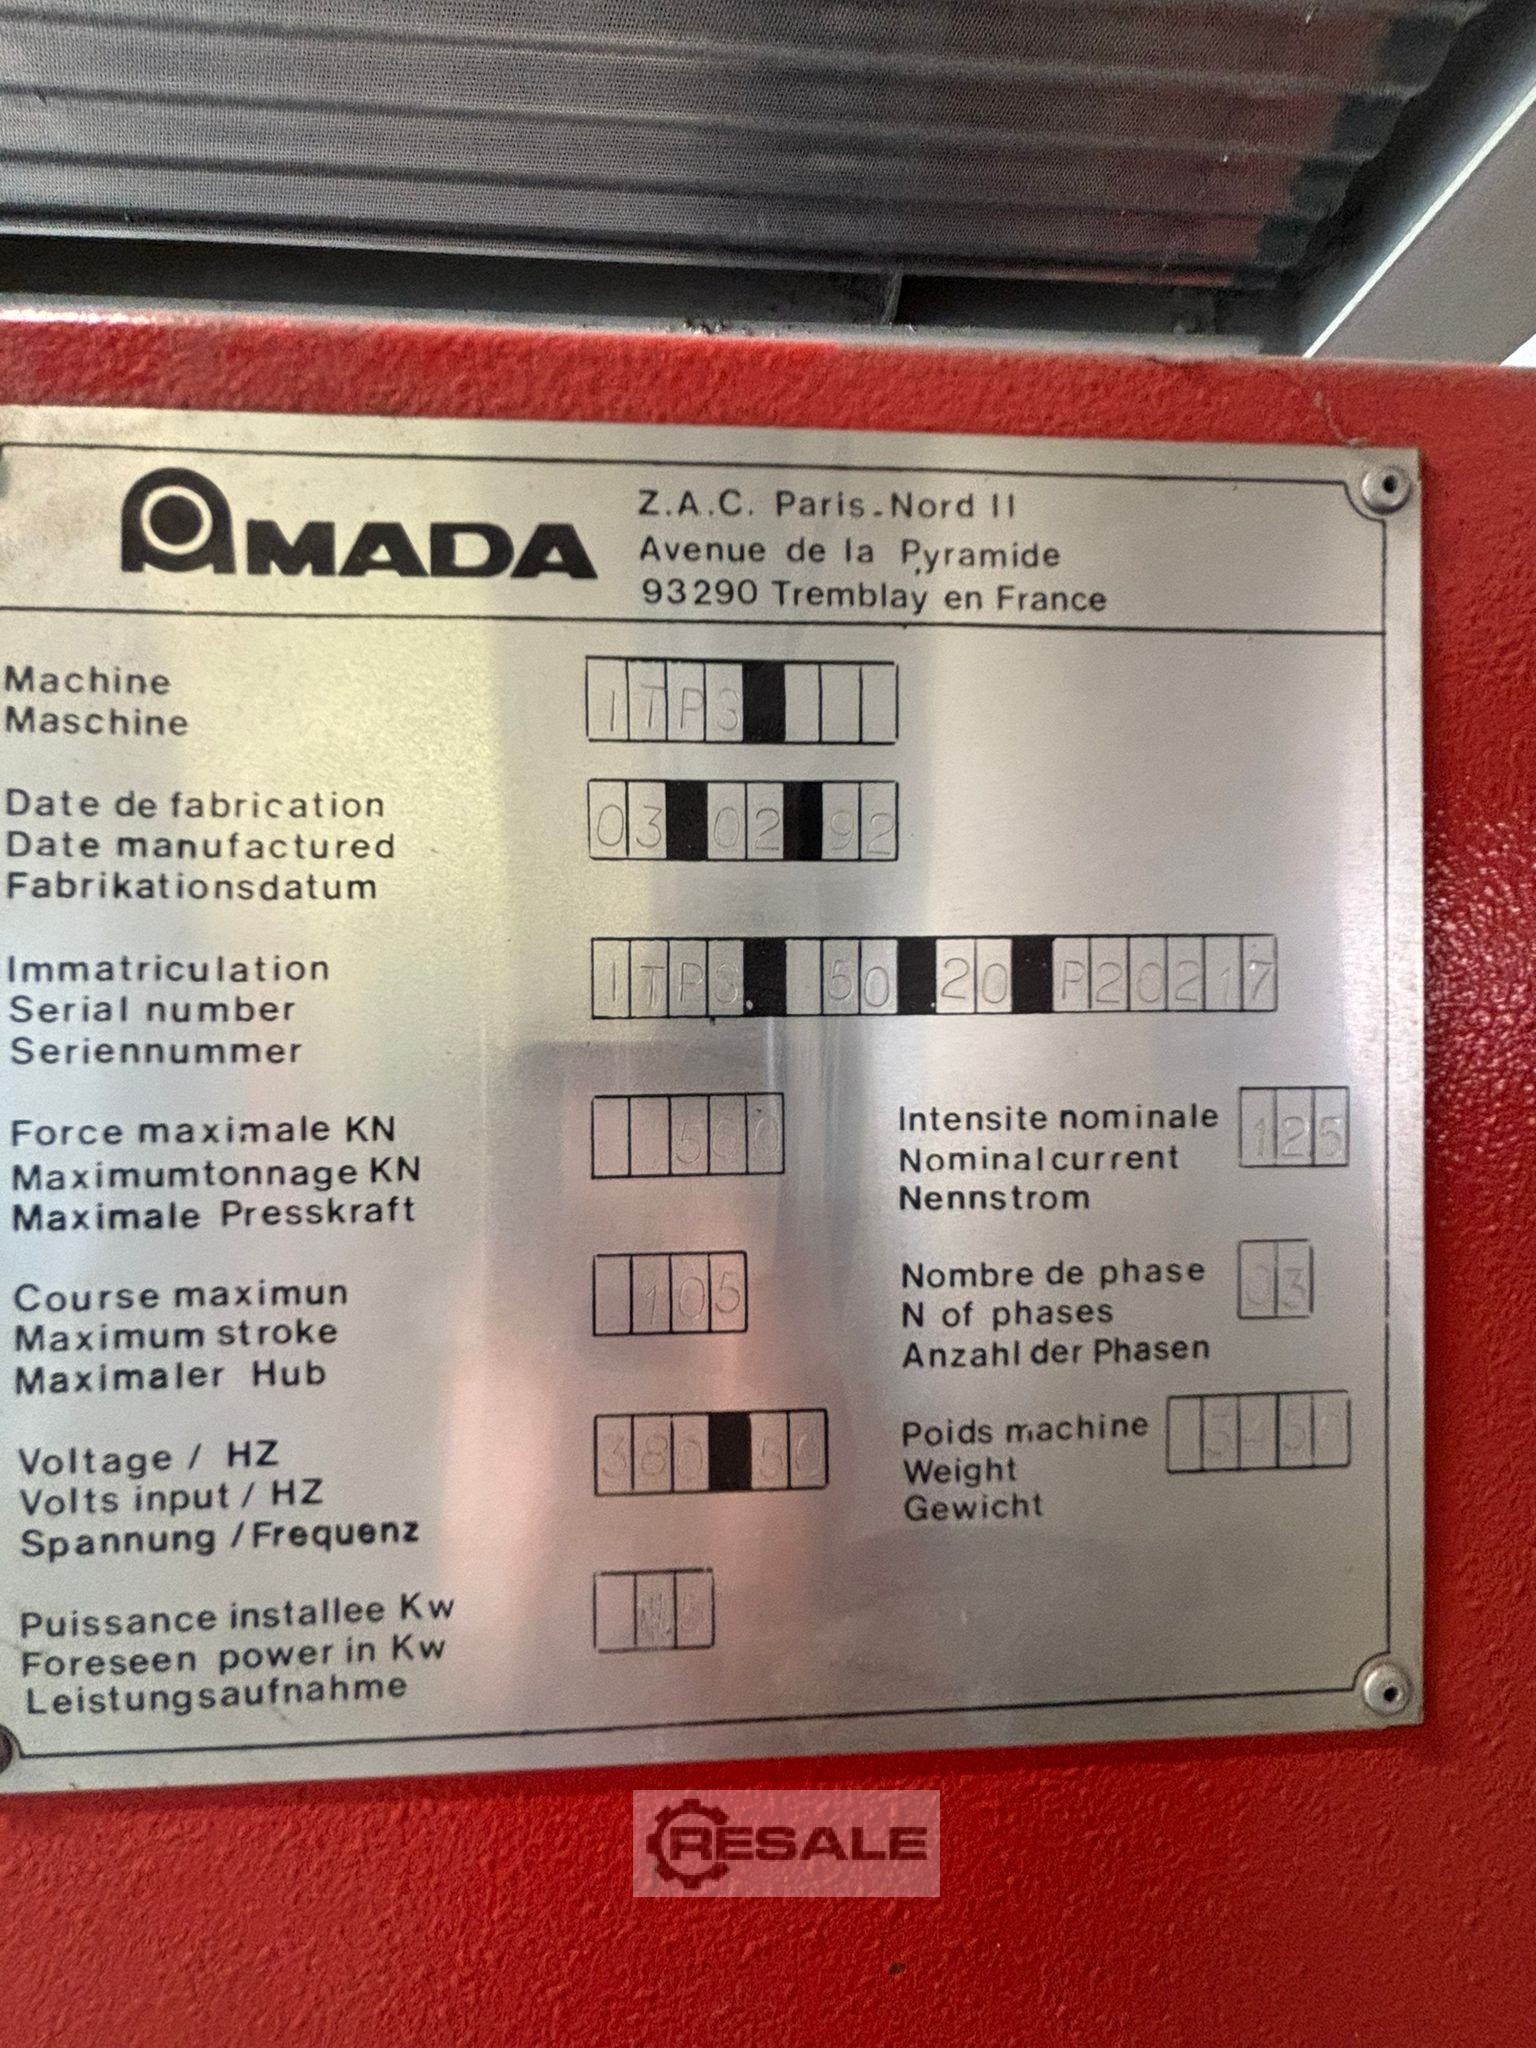 AMADA
Z.A.C. Paris-Nord II
Avenue de la Pyramide
93290 Tremblay en France
Machine
Maschine
ITPS
Date de fabrication
Date manufactured
Fabrikationsdatum
03 02 92
Immatriculation
Serial number
Seriennummer
ITPS 50 20 P20217
Force maximale KN
Maximumtonnage KN
Maximale Presskraft
500
Intensite nominale
Nominal current
Nennstrom
125
Course maximun
Maximum stroke
Maximaler Hub
105
Nombre de phase
N of phases
Anzahl der Phasen
03
Voltage / HZ
Volts input / HZ
Spannung / Frequenz
380 50
Poids machine
Weight
Gewicht
Puissance installee Kw
Foreseen power in Kw
Leistungsaufnahme
RESALE